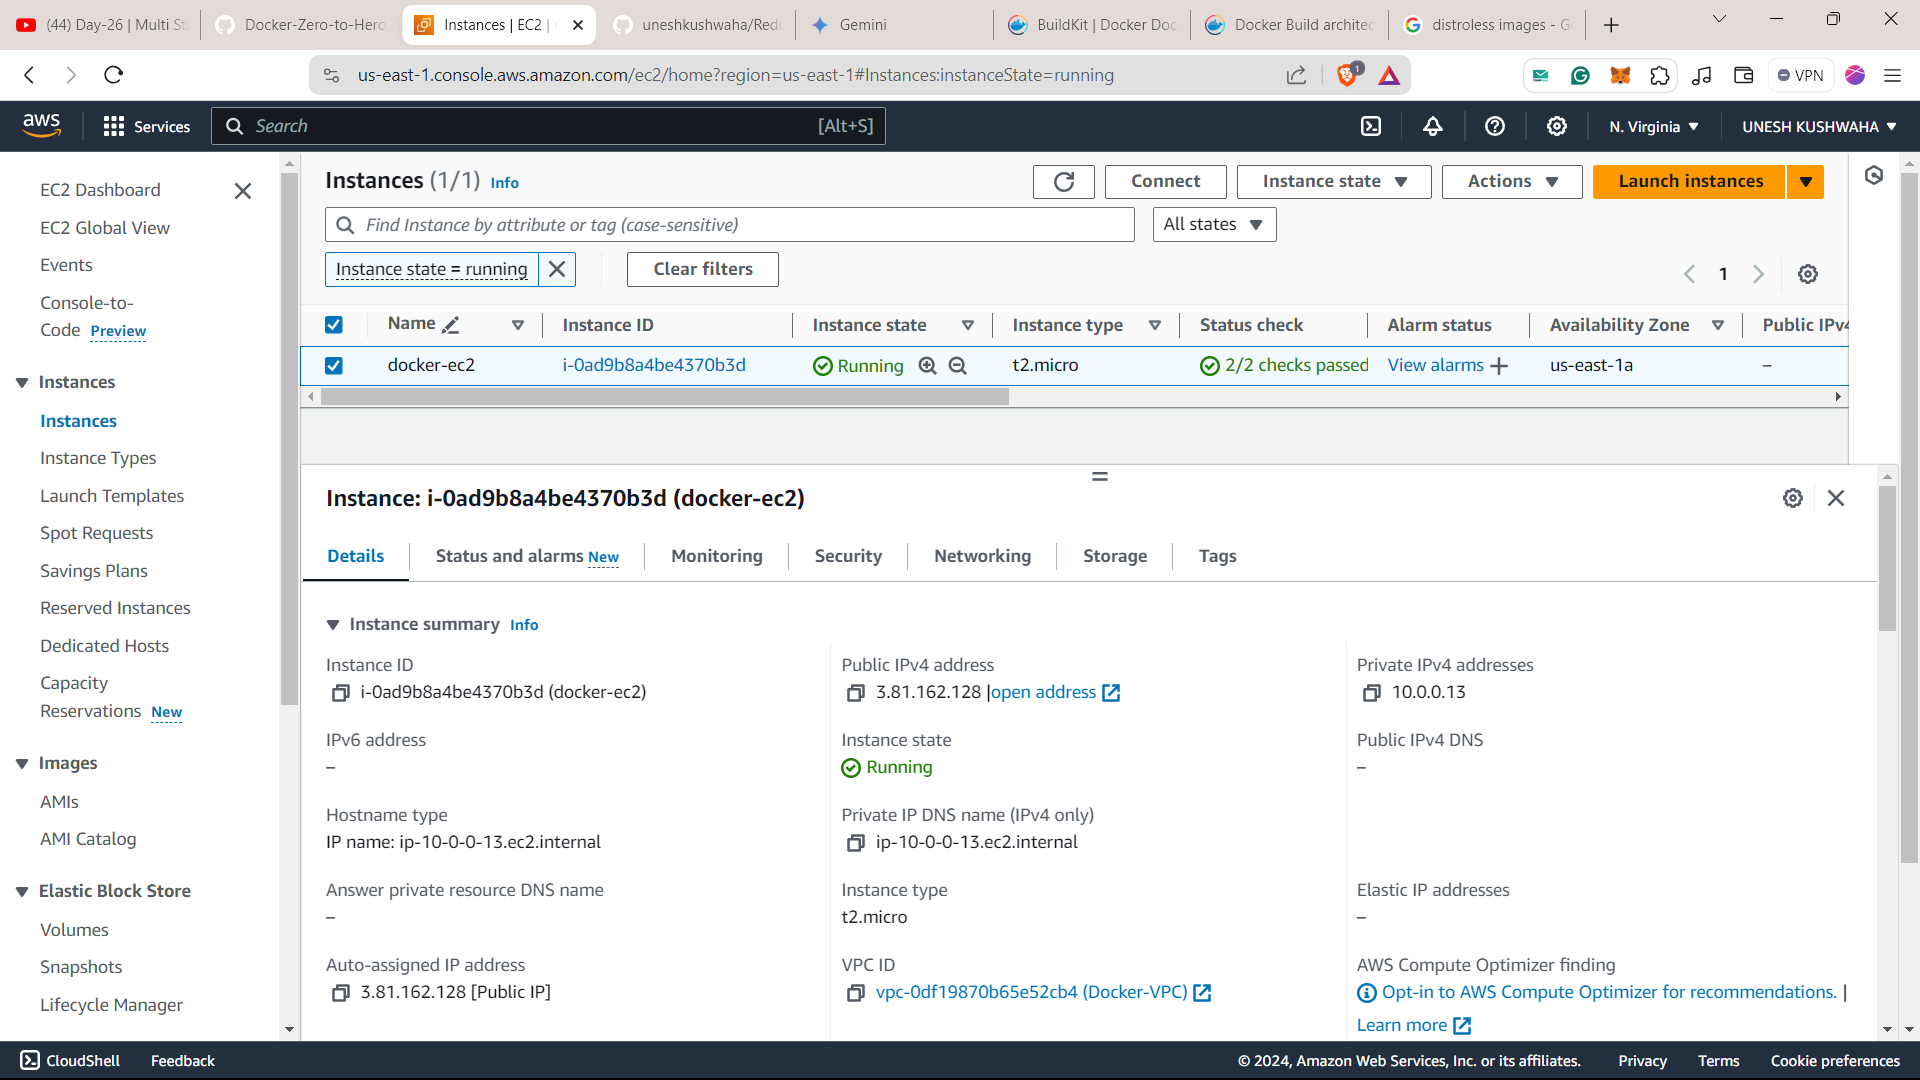 (44) Day-26 | Multi St
Docker-Zero-to-Hero
Instances | EC2 |
uneshkushwaha/Redu
Gemini
BuildKit | Docker Doc
Docker Build architec
distroless images - G
us-east-1.console.aws.amazon.com/ec2/home?region=us-east-1#Instances:instanceState=running
1
VPN
aws
Services
Search
[Alt+S]
N. Virginia
UNESH KUSHWAHA
EC2 Dashboard
EC2 Global View
Events
Console-to-
Code Preview
Instances
Instances
Instance Types
Launch Templates
Spot Requests
Savings Plans
Reserved Instances
Dedicated Hosts
Capacity
Reservations New
Images
AMIs
AMI Catalog
Elastic Block Store
Volumes
Snapshots
Lifecycle Manager
Instances (1/1) Info
Connect
Instance state
Actions
Launch instances
Find Instance by attribute or tag (case-sensitive)
All states
Instance state = running
Clear filters
1
Name
Instance ID
Instance state
Instance type
Status check
Alarm status
Availability Zone
Public IPv4
docker-ec2
i-0ad9b8a4be4370b3d
Running
t2.micro
2/2 checks passed
View alarms +
us-east-1a
–
Instance: i-0ad9b8a4be4370b3d (docker-ec2)
Details
Status and alarms New
Monitoring
Security
Networking
Storage
Tags
Instance summary Info
Instance ID
i-0ad9b8a4be4370b3d (docker-ec2)
Public IPv4 address
3.81.162.128 |open address
Private IPv4 addresses
10.0.0.13
IPv6 address
–
Instance state
Running
Public IPv4 DNS
–
Hostname type
IP name: ip-10-0-0-13.ec2.internal
Private IP DNS name (IPv4 only)
ip-10-0-0-13.ec2.internal
Answer private resource DNS name
–
Instance type
t2.micro
Elastic IP addresses
–
Auto-assigned IP address
3.81.162.128 [Public IP]
VPC ID
vpc-0df19870b65e52cb4 (Docker-VPC)
AWS Compute Optimizer finding
Opt-in to AWS Compute Optimizer for recommendations. |
Learn more
CloudShell
Feedback
© 2024, Amazon Web Services, Inc. or its affiliates.
Privacy
Terms
Cookie preferences